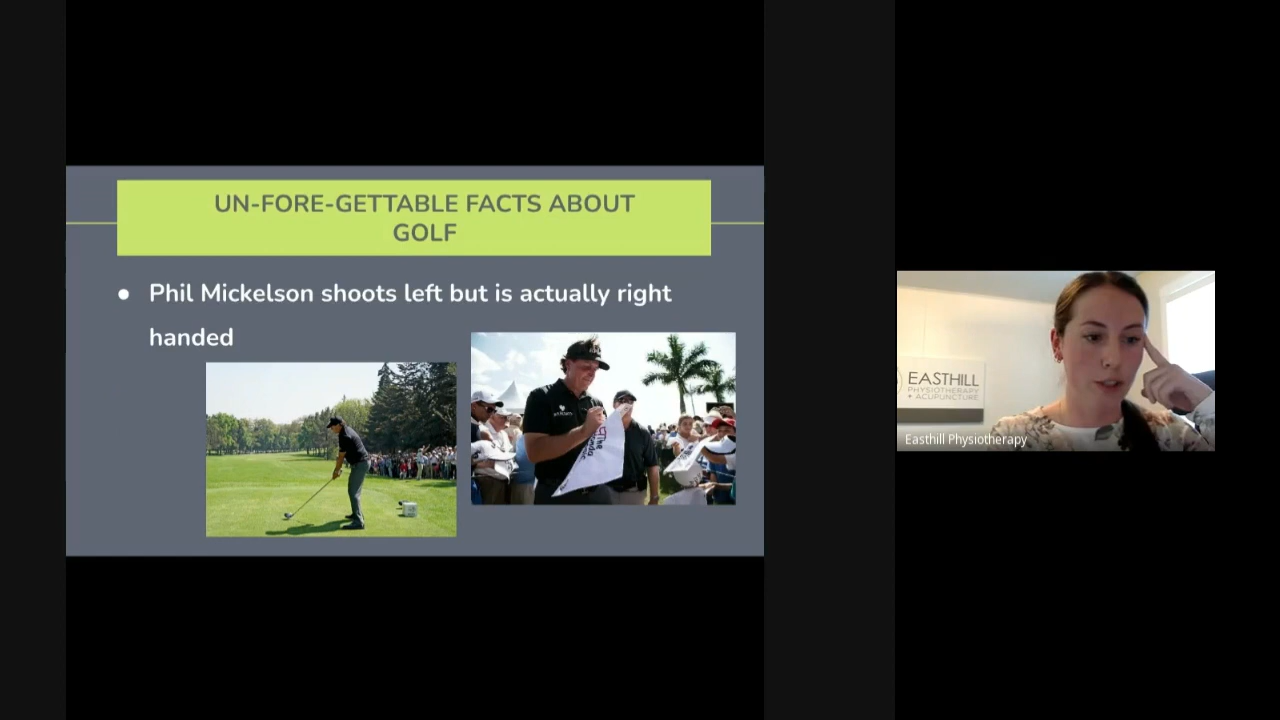 UN-FORE-GETTABLE FACTS ABOUT
GOLF
● Phil Mickelson shoots left but is actually right
handed
EASTHILL
PHYSIOTHERAPY
+ ACUPUNCTURE
Easthill Physiotherapy